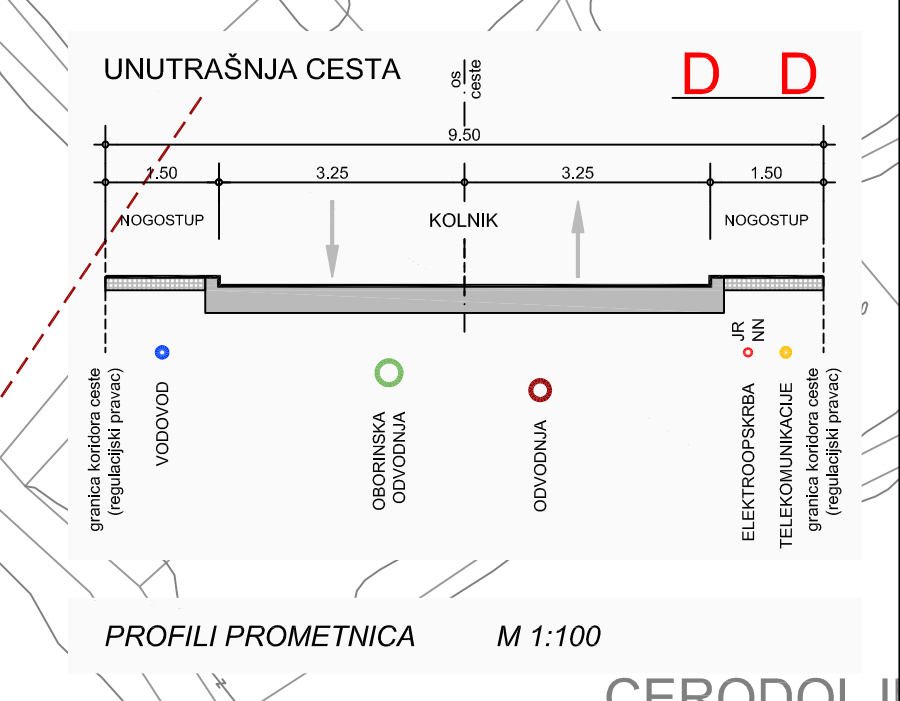 UNUTRAŠNJA CESTA
os
ceste
D D
9.50
1.50
3.25
3.25
1.50
NOGOSTUP
KOLNIK
NOGOSTUP
JR
NN
granica koridora ceste
(regulacijski pravac)
VODOVOD
OBORINSKA
ODVODNJA
ODVODNJA
ELEKTROOPSKRBA
TELEKOMUNIKACIJE
granica koridora ceste
(regulacijski pravac)
PROFILI PROMETNICA M 1:100